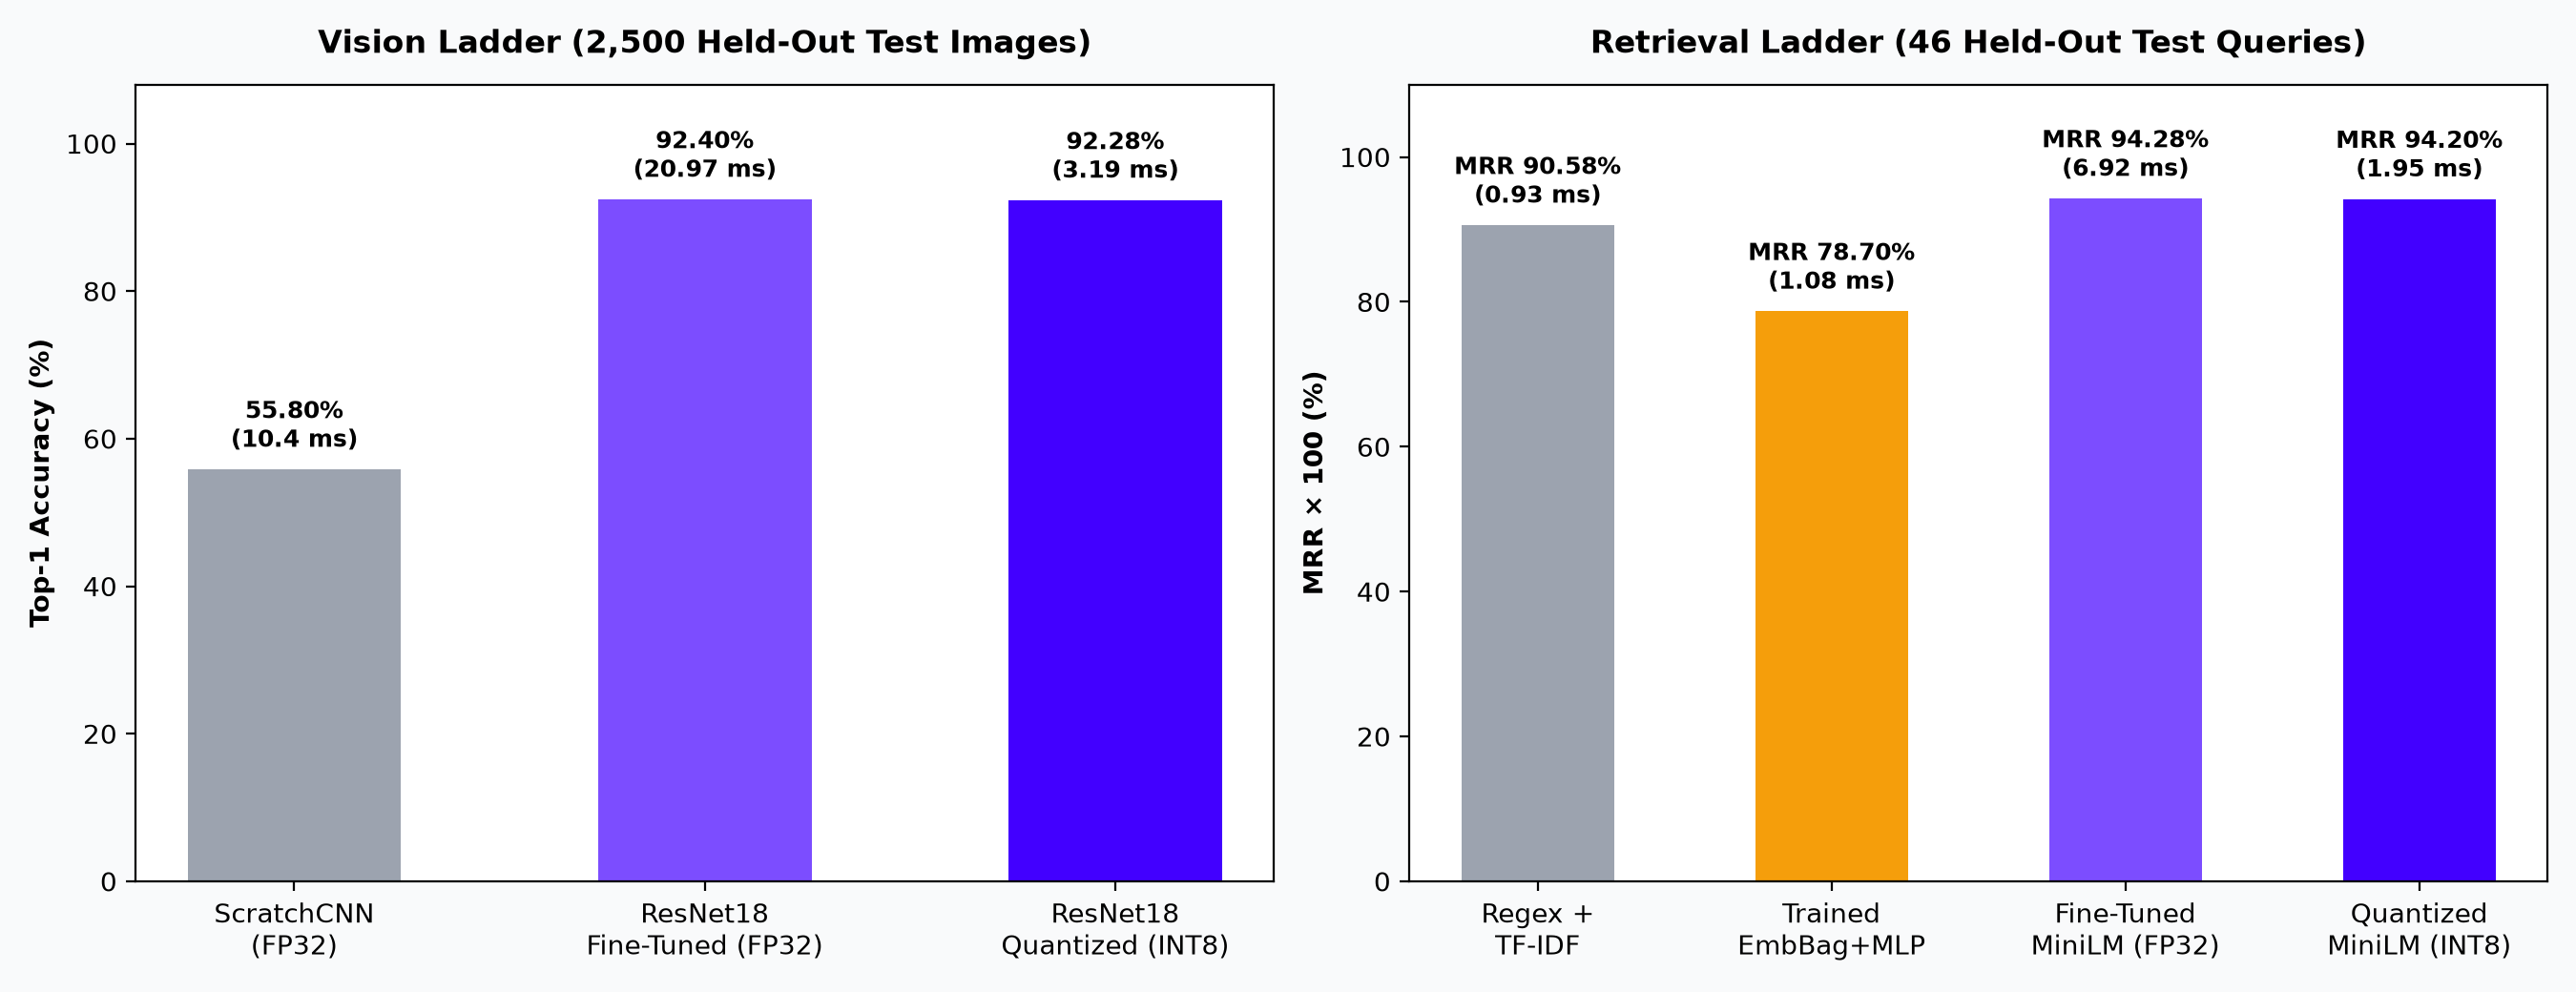 Vision Ladder (2,500 Held-Out Test Images)
Top-1 Accuracy (%)
100
80
60
40
20
0
55.80%
(10.4 ms)
92.40%
(20.97 ms)
92.28%
(3.19 ms)
ScratchCNN
(FP32)
ResNet18
Fine-Tuned (FP32)
ResNet18
Quantized (INT8)
Retrieval Ladder (46 Held-Out Test Queries)
MRR × 100 (%)
100
80
60
40
20
0
MRR 90.58%
(0.93 ms)
MRR 78.70%
(1.08 ms)
MRR 94.28%
(6.92 ms)
MRR 94.20%
(1.95 ms)
Regex +
TF-IDF
Trained
EmbBag+MLP
Fine-Tuned
MiniLM (FP32)
Quantized
MiniLM (INT8)